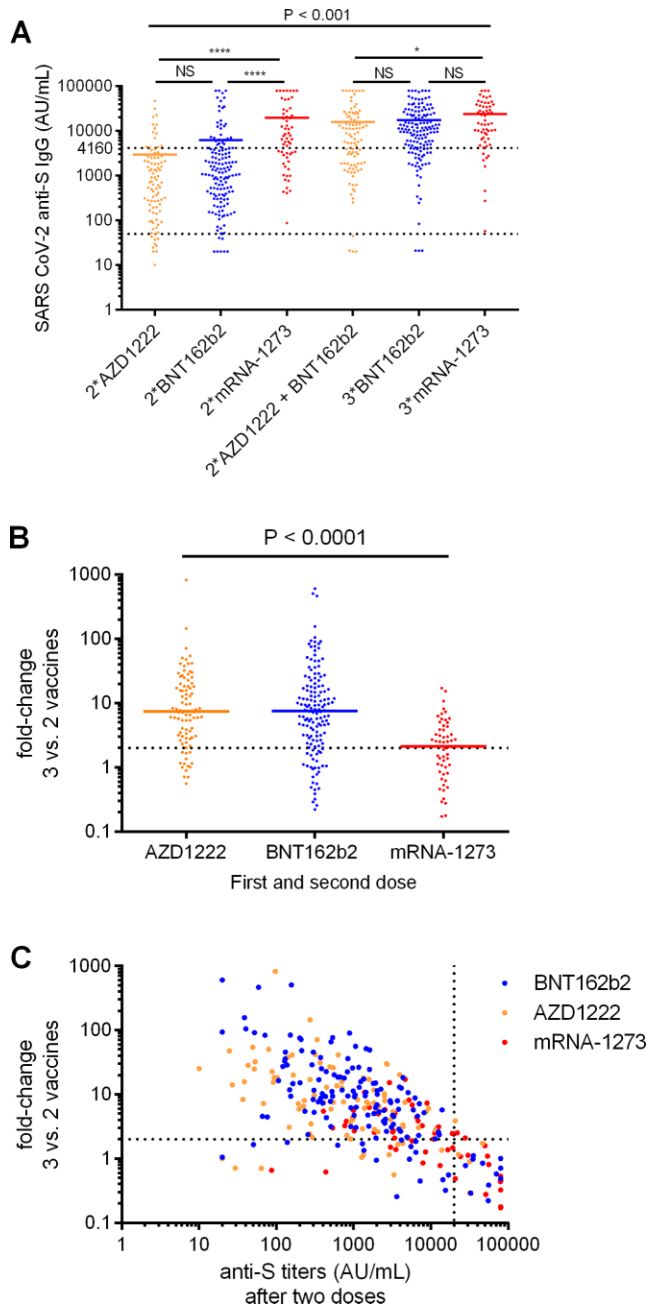 A
P < 0.001
**** *
NS **** NS NS
SARS CoV-2 anti-S IgG (AU/mL)
100000
10000
4160
1000
100
10
1
2*AZD1222
2*BNT162b2
2*mRNA-1273
2*AZD1222 + BNT162b2
3*BNT162b2
3*mRNA-1273
B
P < 0.0001
fold-change
3 vs. 2 vaccines
1000
100
10
1
0.1
AZD1222 BNT162b2 mRNA-1273
First and second dose
C
fold-change
3 vs. 2 vaccines
1000
100
10
1
0.1
1 10 100 1000 10000 100000
anti-S titers (AU/mL)
after two doses
BNT162b2
AZD1222
mRNA-1273